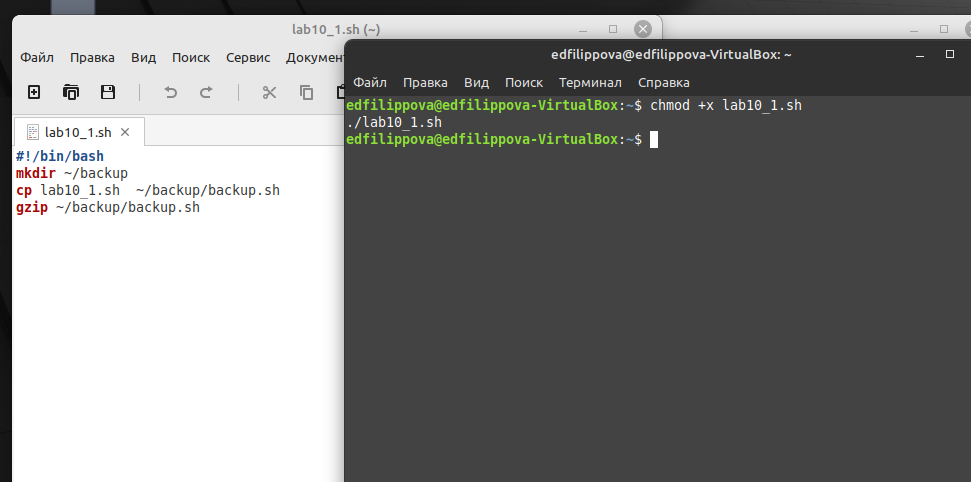 lab10_1.sh (~)
Файл Правка Вид Поиск Сервис Документ
lab10_1.sh
#!/bin/bash
mkdir ~/backup
cp lab10_1.sh  ~/backup/backup.sh
gzip ~/backup/backup.sh
edfilippova@edfilippova-VirtualBox: ~
Файл Правка Вид Поиск Терминал Справка
edfilippova@edfilippova-VirtualBox:~$ chmod +x lab10_1.sh
./lab10_1.sh
edfilippova@edfilippova-VirtualBox:~$